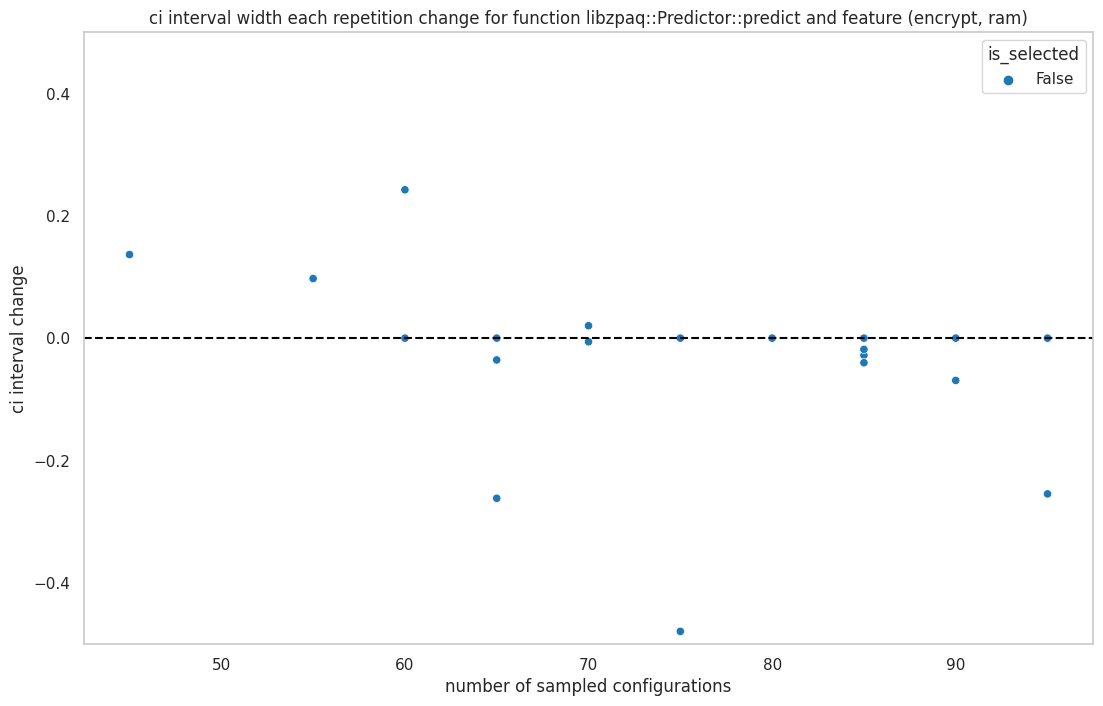 ci interval width each repetition change for function libzpaq::Predictor::predict and feature (encrypt, ram)
is_selected
False
0.4
0.2
0.0
−0.2
−0.4
ci interval change
50 60 70 80 90
number of sampled configurations